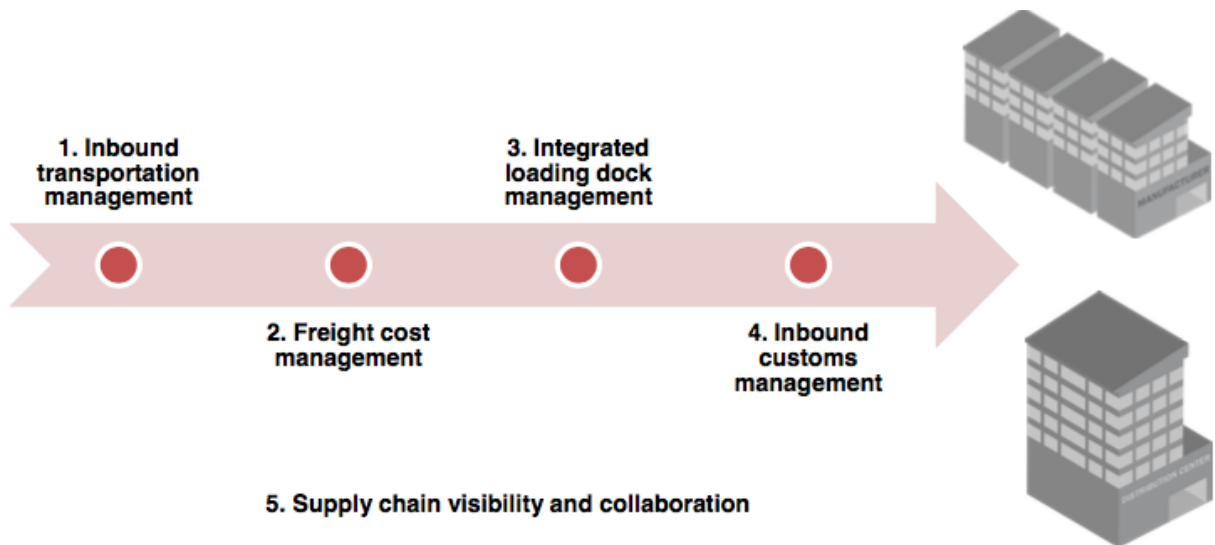 1. Inbound
transportation
management
3. Integrated
loading dock
management
2. Freight cost
management
4. Inbound
customs
management
5. Supply chain visibility and collaboration
MANUFACTURER
DISTRIBUTION CENTER